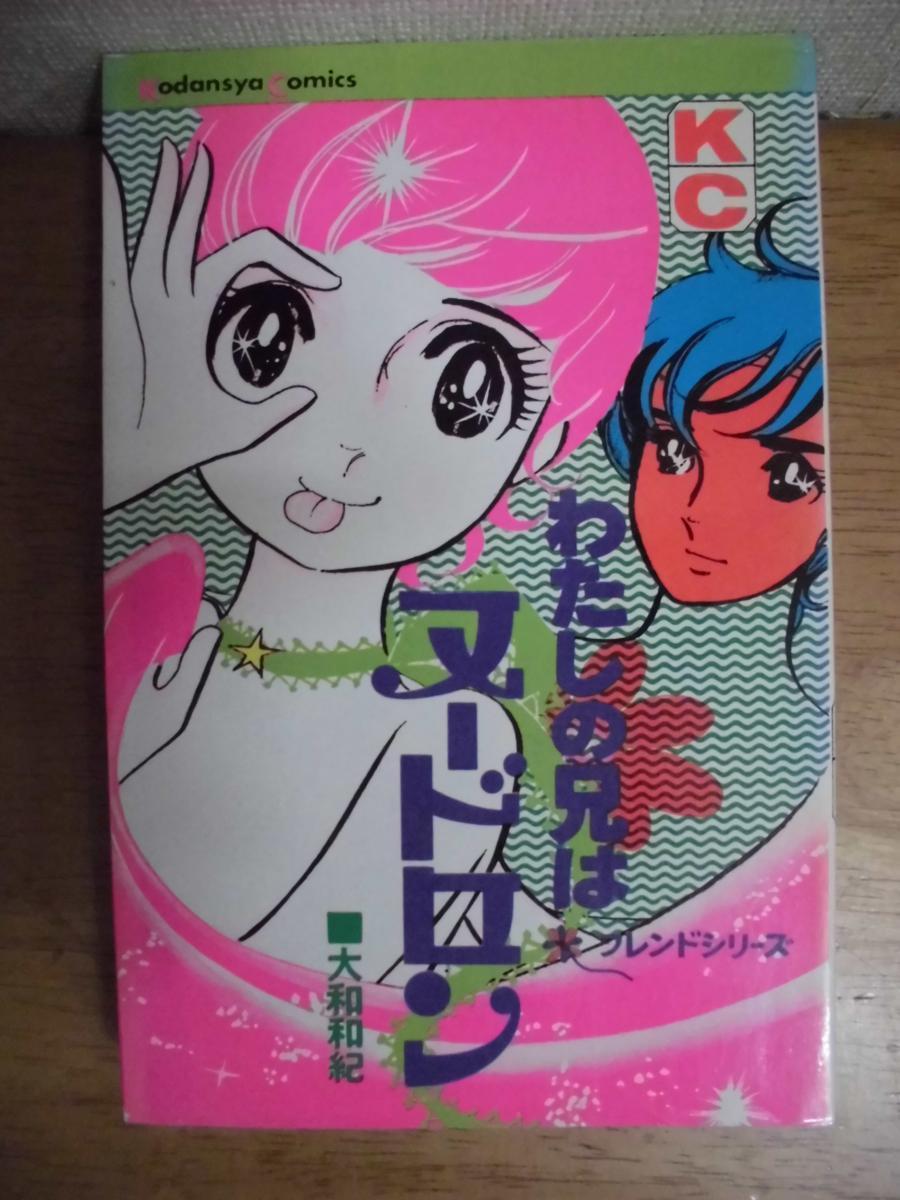 Kodansya Comics
KC
わたしの兄は
ヌードロン
■大和和紀
フレンドシリーズ